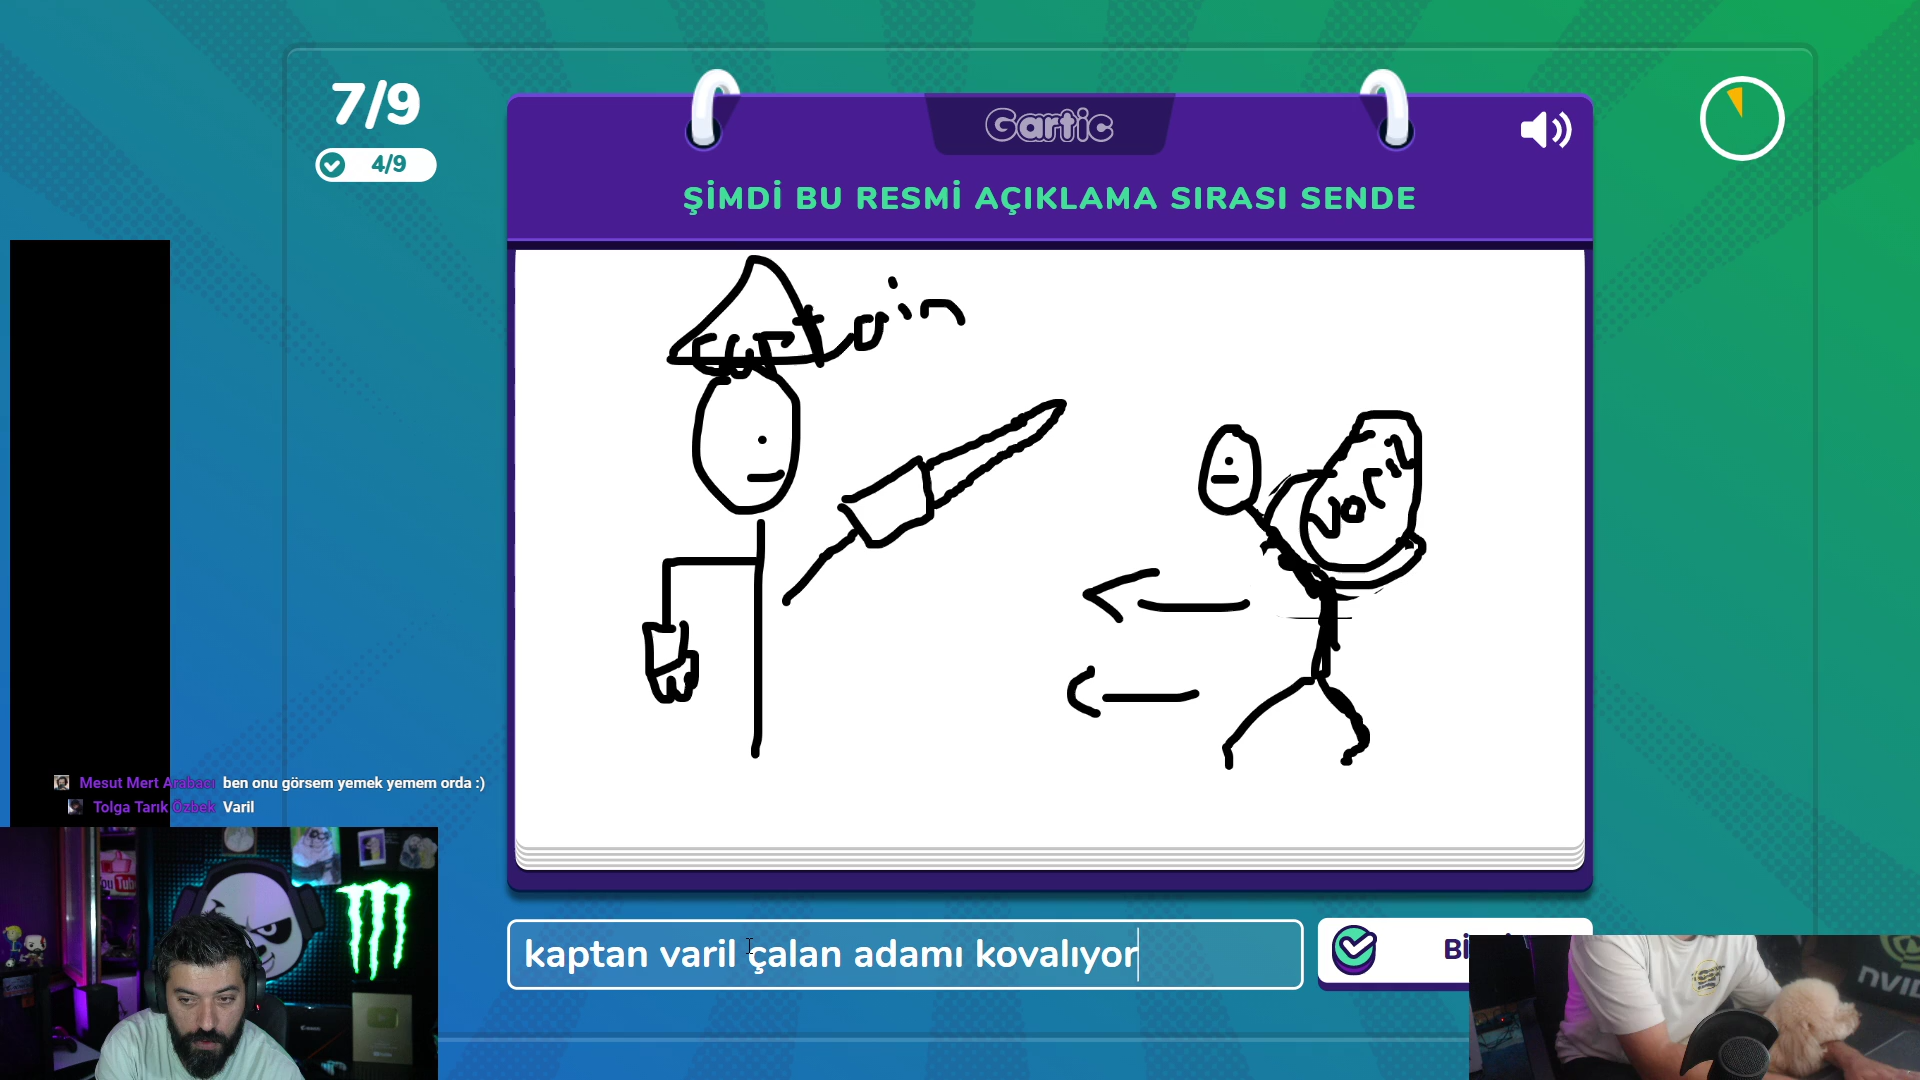 7/9
4/9
Gartic
ŞİMDİ BU RESMİ AÇIKLAMA SIRASI SENDE
Mesut Mert Arabacı ben onu görsem yemek yemem orda :)
Tolga Tarık Özbek Varil
kaptan varil çalan adamı kovalıyor